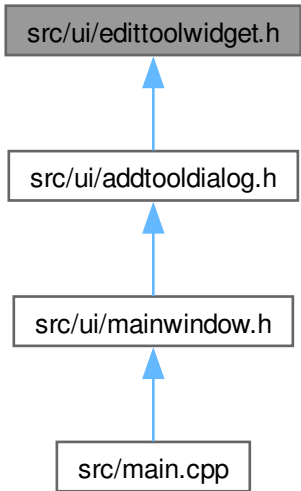 src/ui/edittoolwidget.h
src/ui/addtooldialog.h
src/ui/mainwindow.h
src/main.cpp